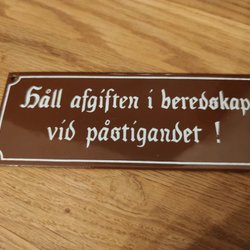 Håll afgiften i beredskap
vid påstigandet !